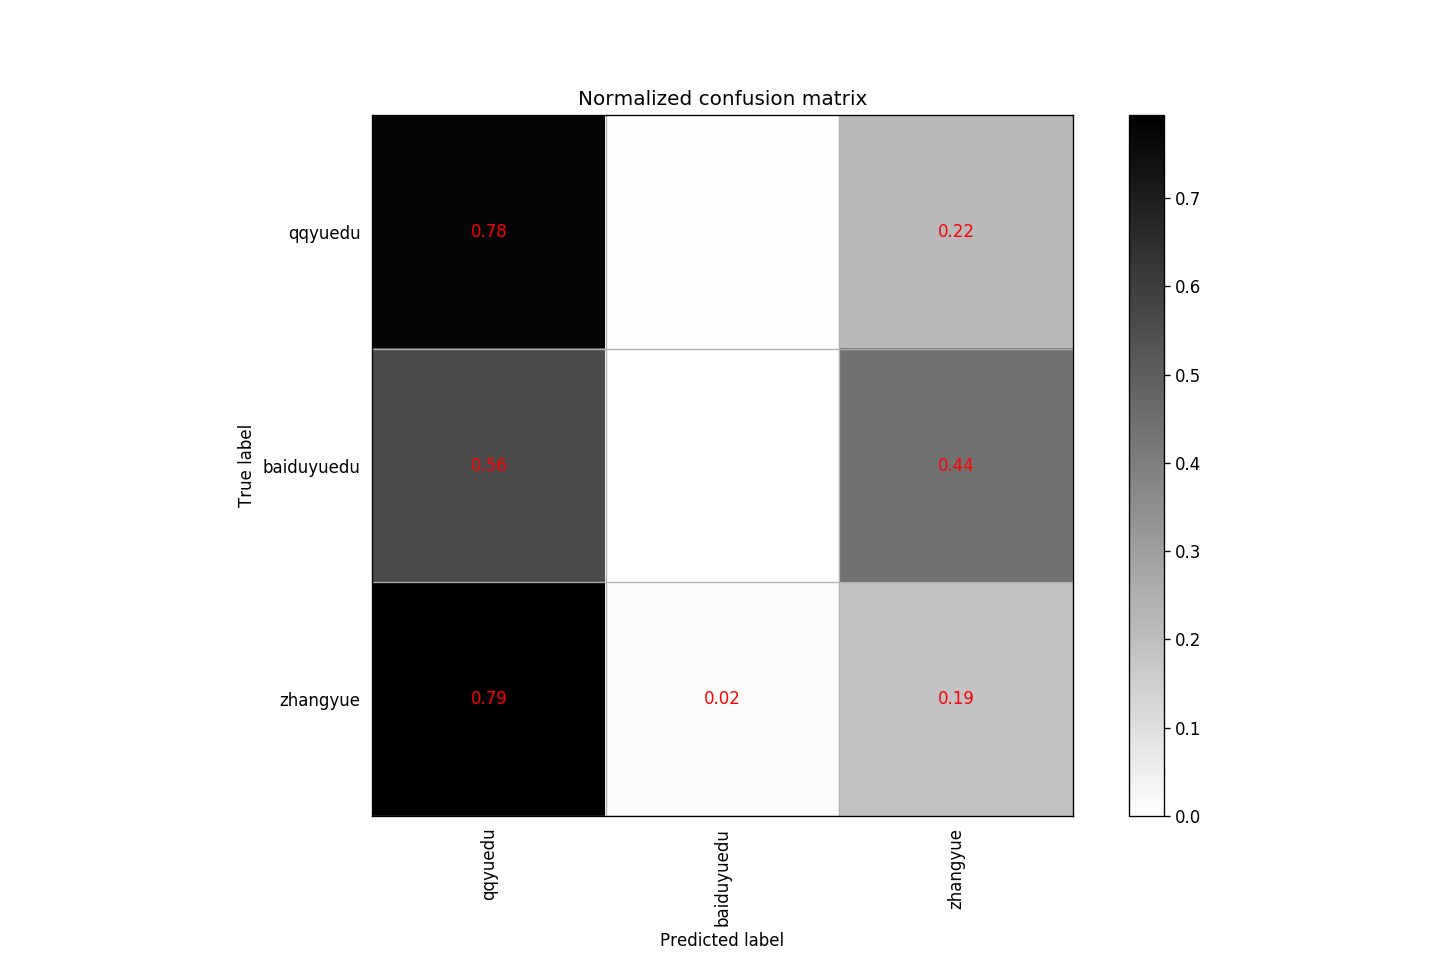 Normalized confusion matrix
qqyuedu
0.78
0.22
baiduyuedu
0.56
0.44
zhangyue
0.79
0.02
0.19
True label
qqyuedu
baiduyuedu
zhangyue
Predicted label
0.7
0.6
0.5
0.4
0.3
0.2
0.1
0.0